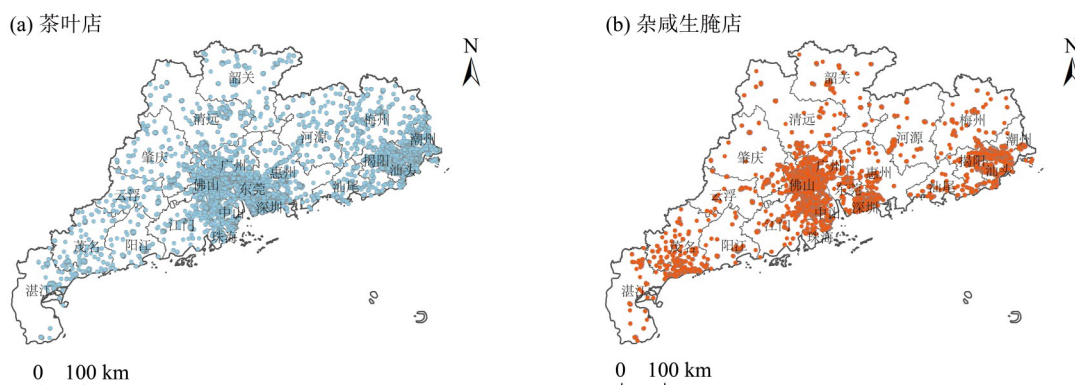 (a) 茶叶店
N
韶关
清远
河源
梅州
潮州
肇庆
广州
惠州
揭阳
汕头
佛山
东莞
汕尾
云浮
中山
深圳
江门
珠海
茂名
阳江
湛江
0 100 km
(b) 杂咸生腌店
N
韶关
清远
河源
梅州
潮州
肇庆
广州
惠州
揭阳
汕头
佛山
东莞
汕尾
云浮
中山
深圳
江门
珠海
茂名
阳江
湛江
0 100 km